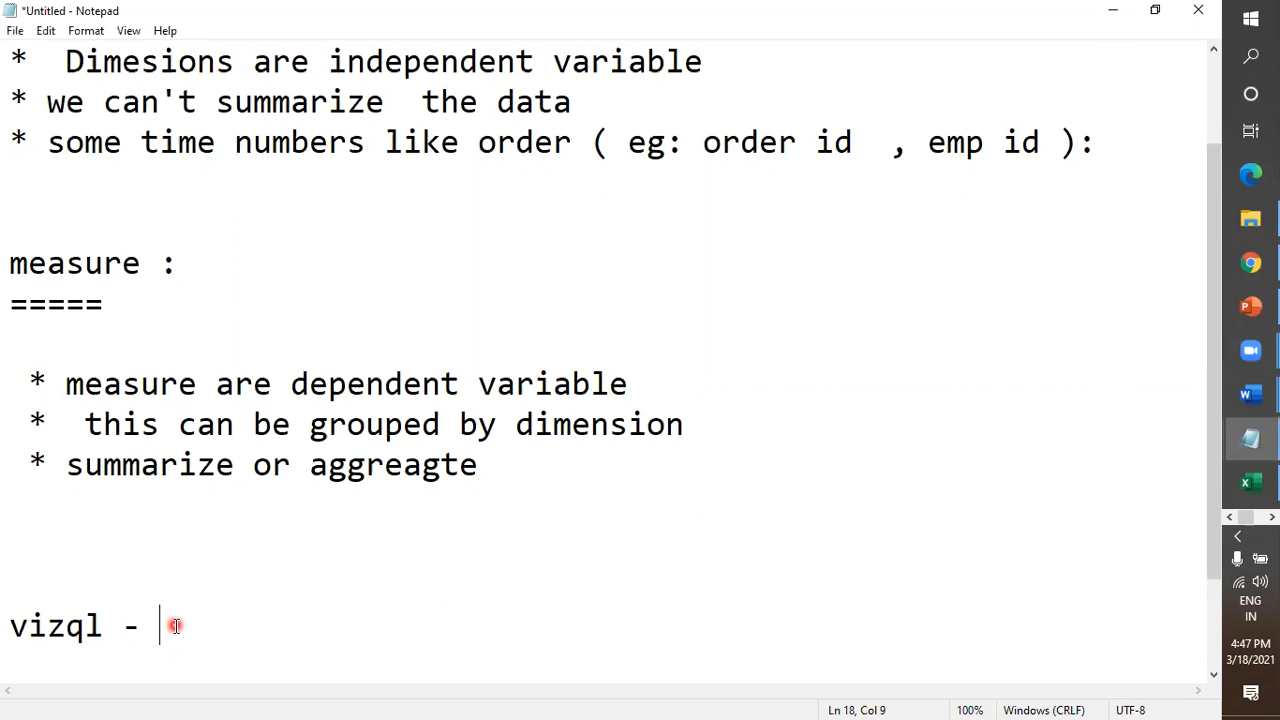 *Untitled - Notepad
File Edit Format View Help
* Dimesions are independent variable
* we can't summarize the data
* some time numbers like order ( eg: order id , emp id ):
measure :
=====
* measure are dependent variable
* this can be grouped by dimension
* summarize or aggreagte
vizql -
Ln 18, Col 9 100% Windows (CRLF) UTF-8
ENG
IN
4:47 PM
3/18/2021